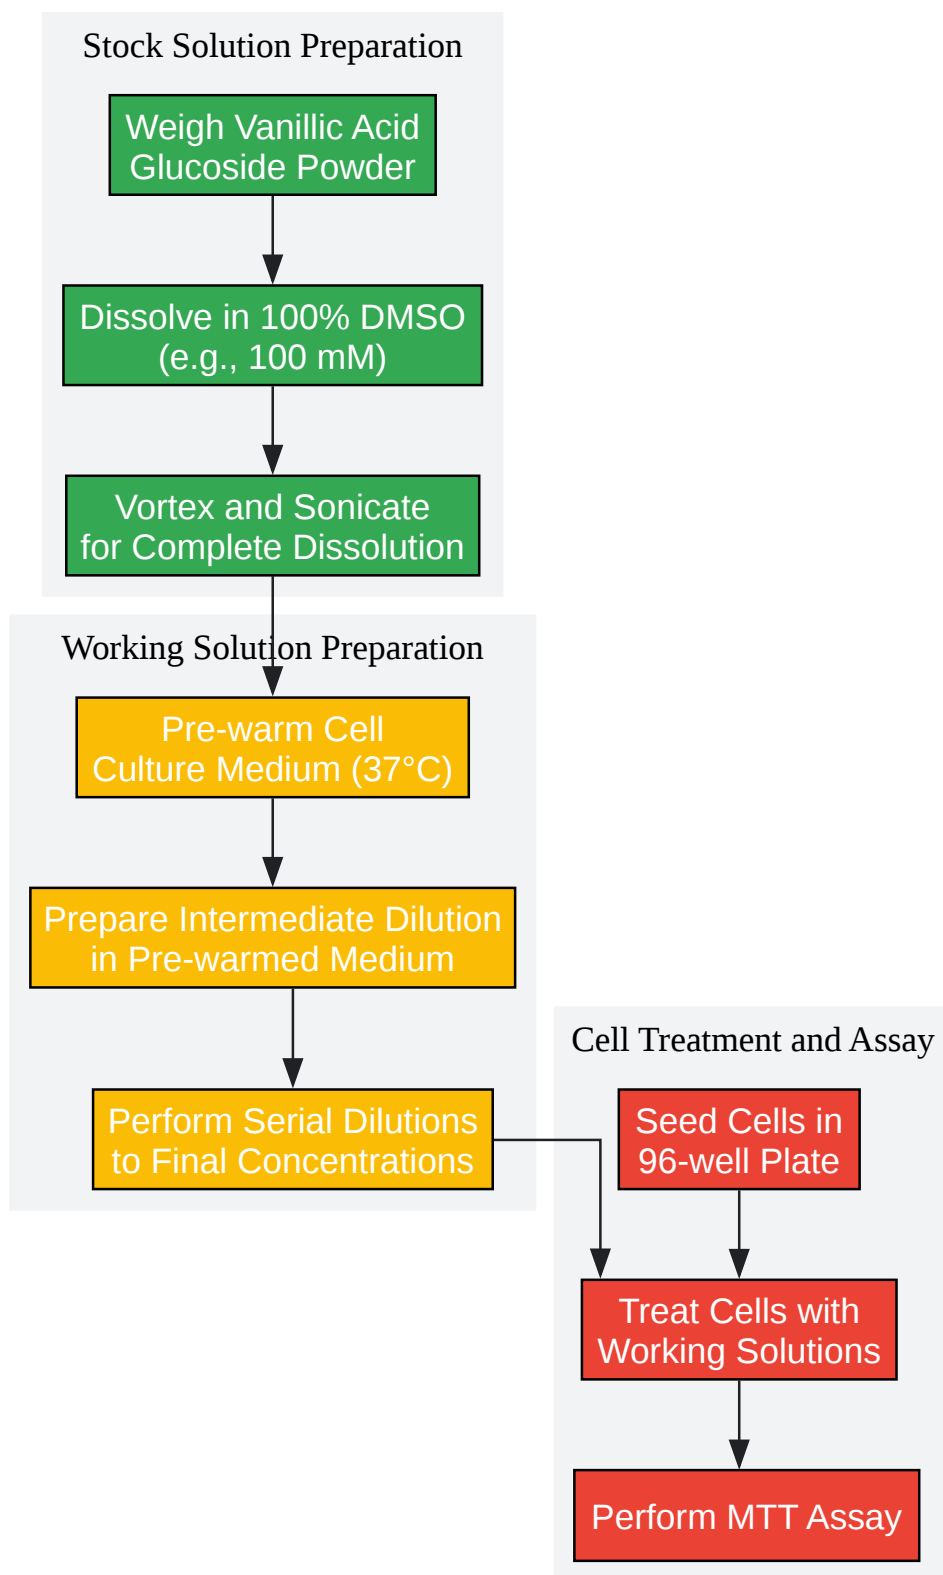 Stock Solution Preparation
Weigh Vanillic Acid
Glucoside Powder
Dissolve in 100% DMSO
(e.g., 100 mM)
Vortex and Sonicate
for Complete Dissolution
Working Solution Preparation
Pre-warm Cell
Culture Medium (37°C)
Prepare Intermediate Dilution
in Pre-warmed Medium
Perform Serial Dilutions
to Final Concentrations
Cell Treatment and Assay
Seed Cells in
96-well Plate
Treat Cells with
Working Solutions
Perform MTT Assay